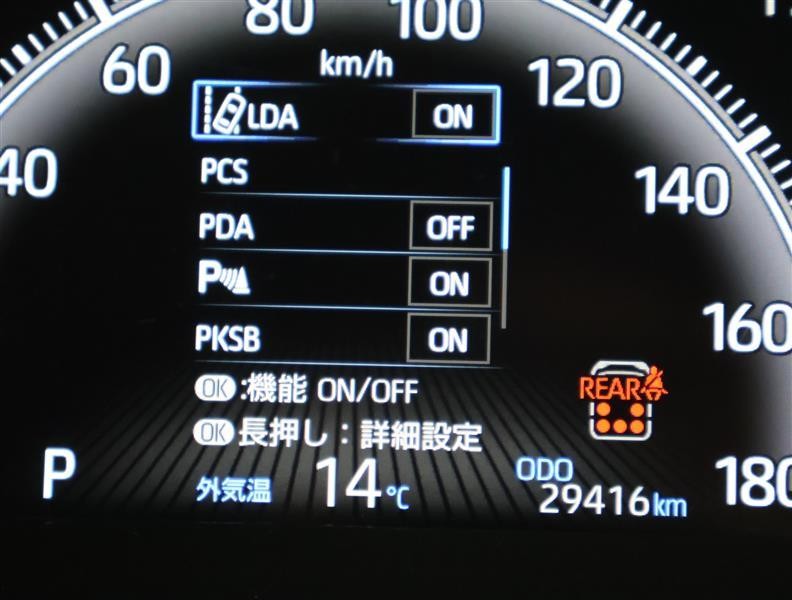 80 100
60 km/h 120
LDA ON
40 PCS 140
PDA OFF
P ON
PKSB ON 160
OK:機能 ON/OFF REAR
OK長押し：詳細設定
P 外気温 14℃ ODO 180
29416km